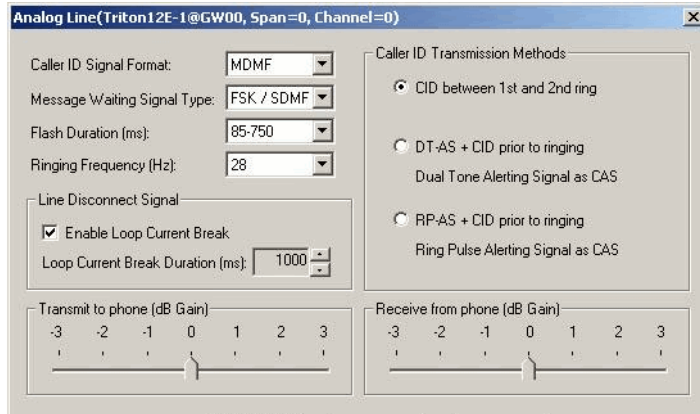 Analog Line(Triton12E-1@GW00, Span=0, Channel=0)
Caller ID Signal Format: MDMF
Message Waiting Signal Type: FSK / SDMF
Flash Duration (ms): 85-750
Ringing Frequency (Hz): 28
Line Disconnect Signal
Enable Loop Current Break
Loop Current Break Duration (ms): 1000
Caller ID Transmission Methods
CID between 1st and 2nd ring
DT-AS + CID prior to ringing
Dual Tone Alerting Signal as CAS
RP-AS + CID prior to ringing
Ring Pulse Alerting Signal as CAS
Transmit to phone (dB Gain)
-3 -2 -1 0 1 2 3
Receive from phone (dB Gain)
-3 -2 -1 0 1 2 3